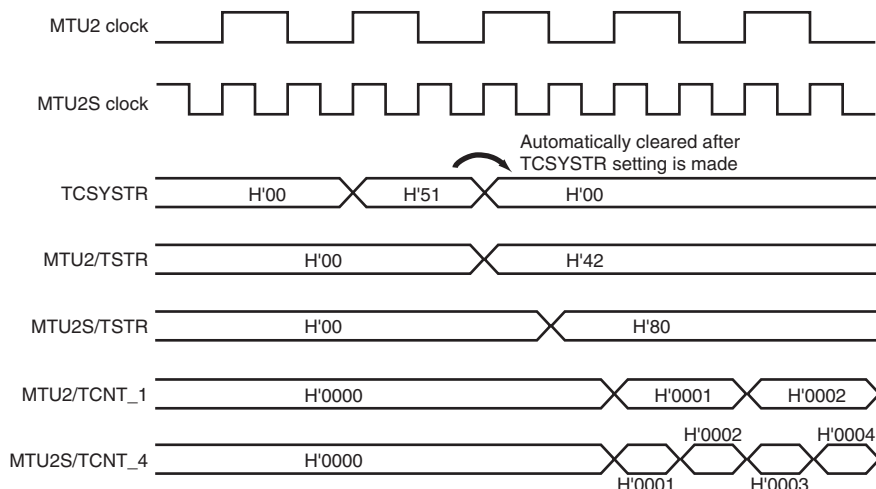 MTU2 clock
MTU2S clock
Automatically cleared after
TCSYSTR setting is made
TCSYSTR H'00 H'51 H'00
MTU2/TSTR H'00 H'42
MTU2S/TSTR H'00 H'80
MTU2/TCNT_1 H'0000 H'0001 H'0002
MTU2S/TCNT_4 H'0000 H'0001 H'0002 H'0003 H'0004